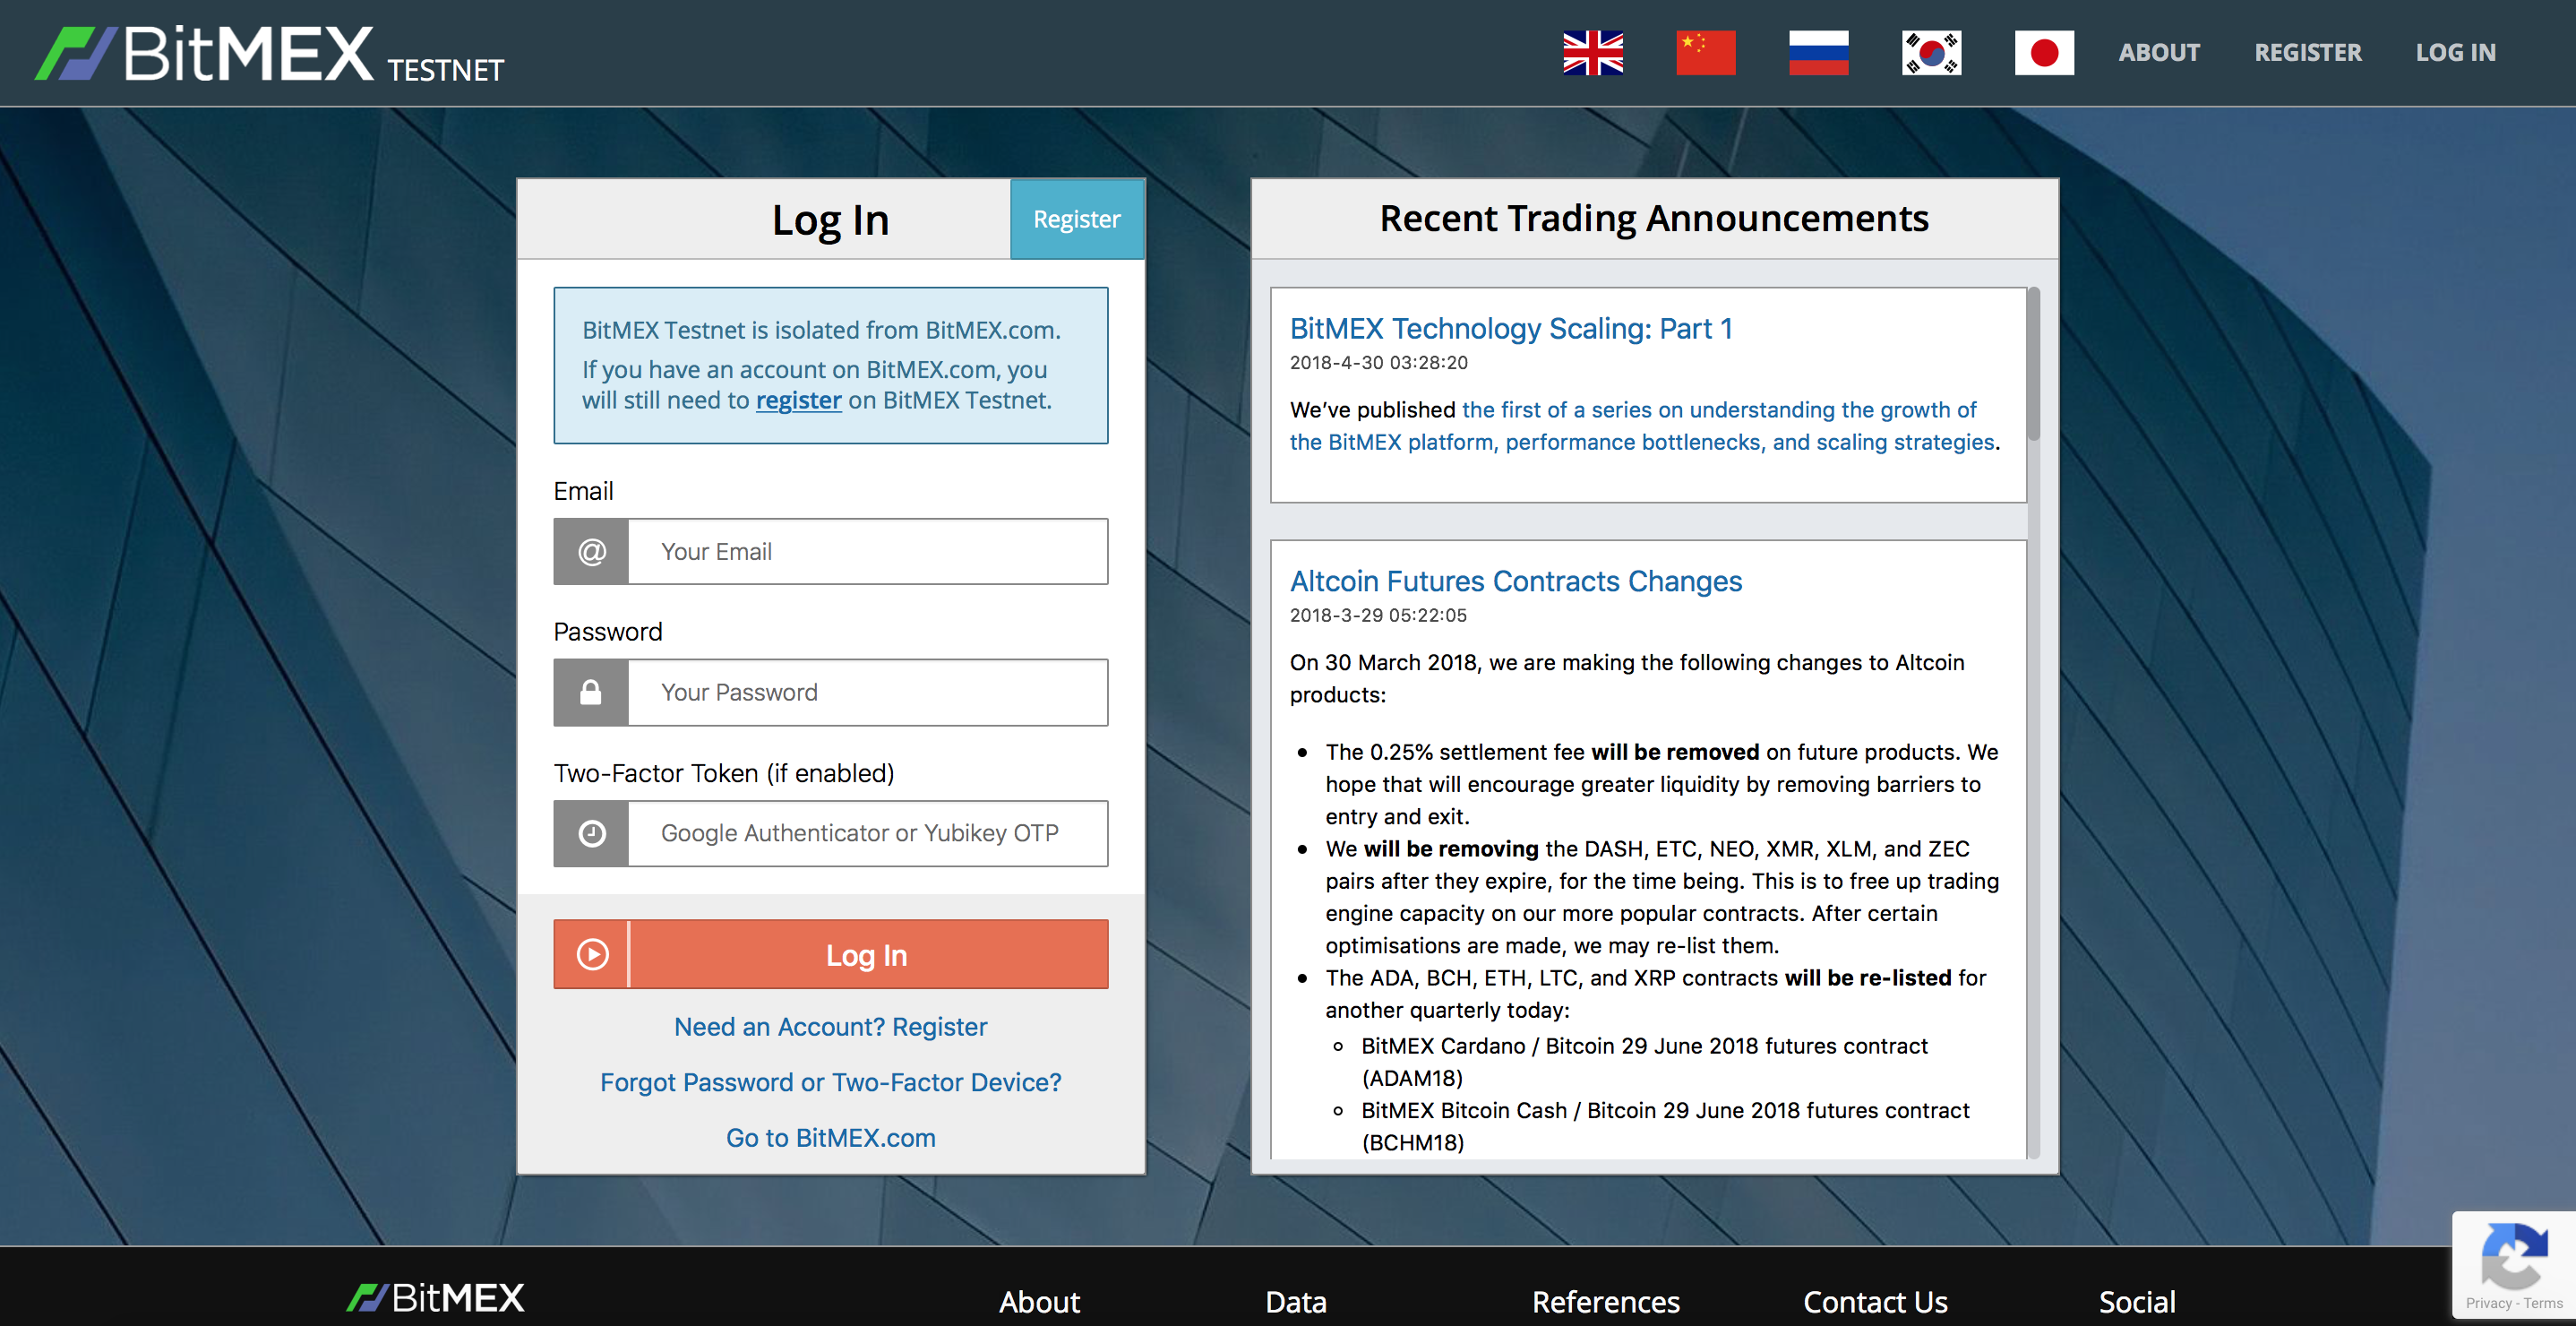 BitMEX TESTNET
ABOUT REGISTER LOG IN
Log In
Register
BitMEX Testnet is isolated from BitMEX.com.
If you have an account on BitMEX.com, you
will still need to register on BitMEX Testnet.
Email
@ Your Email
Password
Your Password
Two-Factor Token (if enabled)
Google Authenticator or Yubikey OTP
Log In
Need an Account? Register
Forgot Password or Two-Factor Device?
Go to BitMEX.com
Recent Trading Announcements
BitMEX Technology Scaling: Part 1
2018-4-30 03:28:20
We’ve published the first of a series on understanding the growth of
the BitMEX platform, performance bottlenecks, and scaling strategies.
Altcoin Futures Contracts Changes
2018-3-29 05:22:05
On 30 March 2018, we are making the following changes to Altcoin
products:
• The 0.25% settlement fee will be removed on future products. We
hope that will encourage greater liquidity by removing barriers to
entry and exit.
• We will be removing the DASH, ETC, NEO, XMR, XLM, and ZEC
pairs after they expire, for the time being. This is to free up trading
engine capacity on our more popular contracts. After certain
optimisations are made, we may re-list them.
• The ADA, BCH, ETH, LTC, and XRP contracts will be re-listed for
another quarterly today:
◦ BitMEX Cardano / Bitcoin 29 June 2018 futures contract
(ADAM18)
◦ BitMEX Bitcoin Cash / Bitcoin 29 June 2018 futures contract
(BCHM18)
BitMEX
About
Data
References
Contact Us
Social
Privacy - Terms